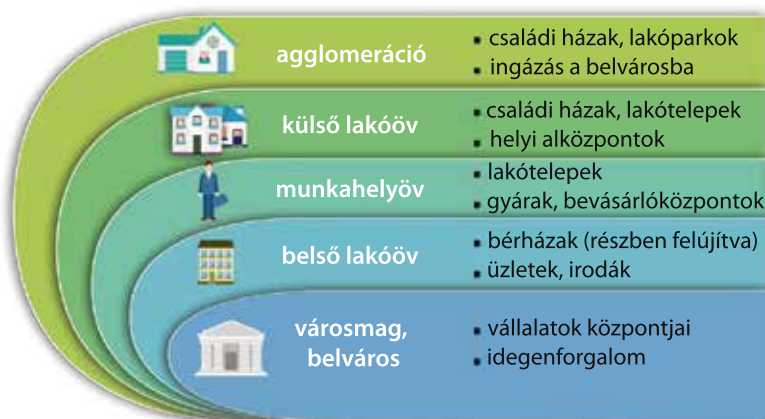 agglomeráció
• családi házak, lakóparkok
• ingázás a belvárosba
külső lakóöv
• családi házak, lakótelepek
• helyi alközpontok
munkahelyöv
• lakótelepek
• gyárak, bevásárlóközpontok
belső lakóöv
• bérházak (részben felújítva)
• üzletek, irodák
városmag,
belváros
• vállalatok központjai
• idegenforgalom